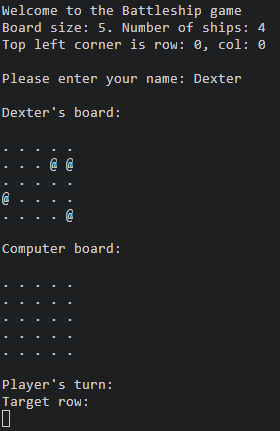 Welcome to the Battleship game
Board size: 5. Number of ships: 4
Top left corner is row: 0, col: 0
Please enter your name: Dexter
Dexter's board:
. . . . .
. . . @ @
. . . . .
@ . . . .
. . . . @
Computer board:
. . . . .
. . . . .
. . . . .
. . . . .
. . . . .
Player's turn:
Target row: